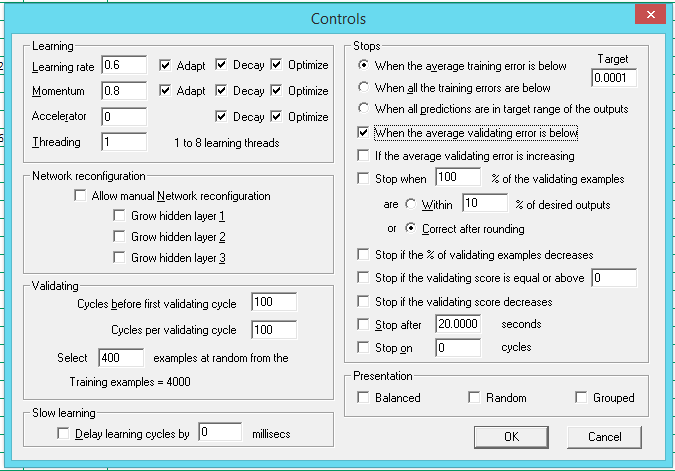 Controls
Learning
Learning rate 0.6 Adapt Decay Optimize
Momentum 0.8 Adapt Decay Optimize
Accelerator 0 Decay Optimize
Threading 1 1 to 8 learning threads
Network reconfiguration
Allow manual Network reconfiguration
Grow hidden layer 1
Grow hidden layer 2
Grow hidden layer 3
Validating
Cycles before first validating cycle 100
Cycles per validating cycle 100
Select 400 examples at random from the
Training examples = 4000
Slow learning
Delay learning cycles by 0 millisecs
Stops
Target
When the average training error is below 0.0001
When all the training errors are below
When all predictions are in target range of the outputs
When the average validating error is below
If the average validating error is increasing
Stop when 100 % of the validating examples
are Within 10 % of desired outputs
or Correct after rounding
Stop if the % of validating examples decreases
Stop if the validating score is equal or above 0
Stop if the validating score decreases
Stop after 20.0000 seconds
Stop on 0 cycles
Presentation
Balanced Random Grouped
OK Cancel